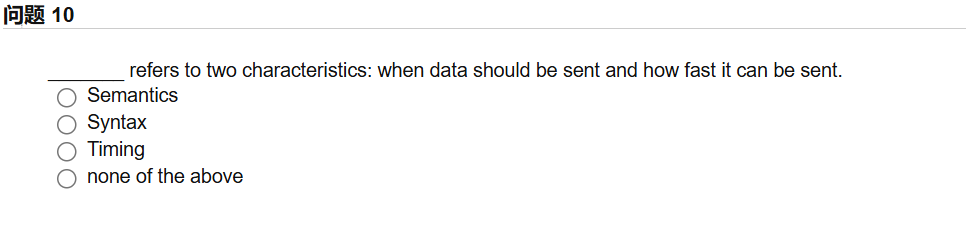 问题 10
________ refers to two characteristics: when data should be sent and how fast it can be sent.
Semantics
Syntax
Timing
none of the above